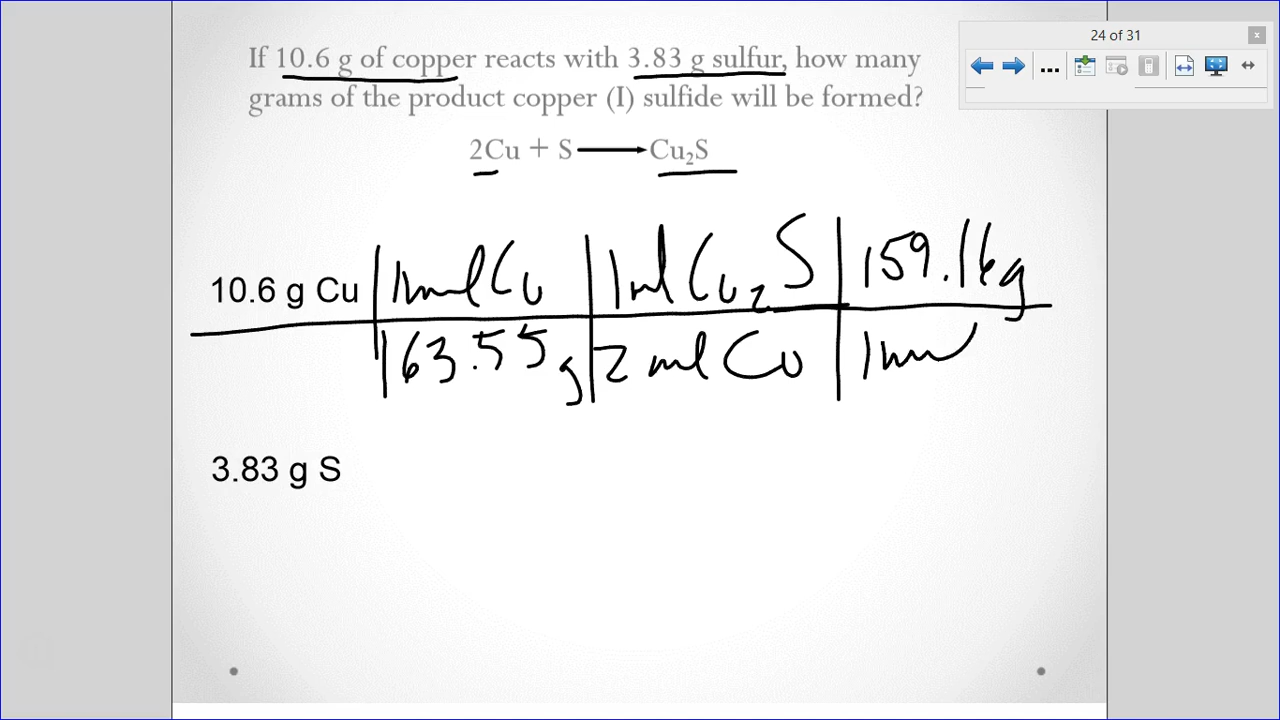 24 of 31
If 10.6 g of copper reacts with 3.83 g sulfur, how many
grams of the product copper (I) sulfide will be formed?
2Cu + S → Cu₂S
10.6 g Cu | 1 mol Cu | 1 mol Cu₂S | 159.16 g
63.55 g | 2 mol Cu | 1 mol
3.83 g S